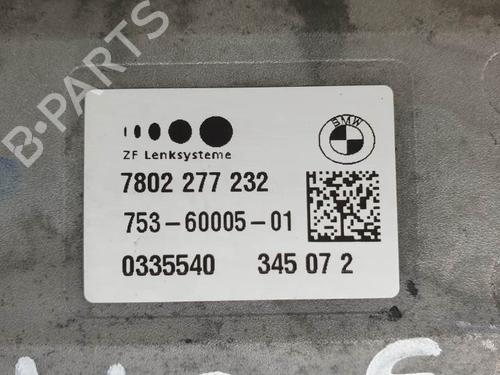 B-PARTS
BMW
ZF Lenksysteme
7802 277 232
753-60005-01
0335540 345 07 2